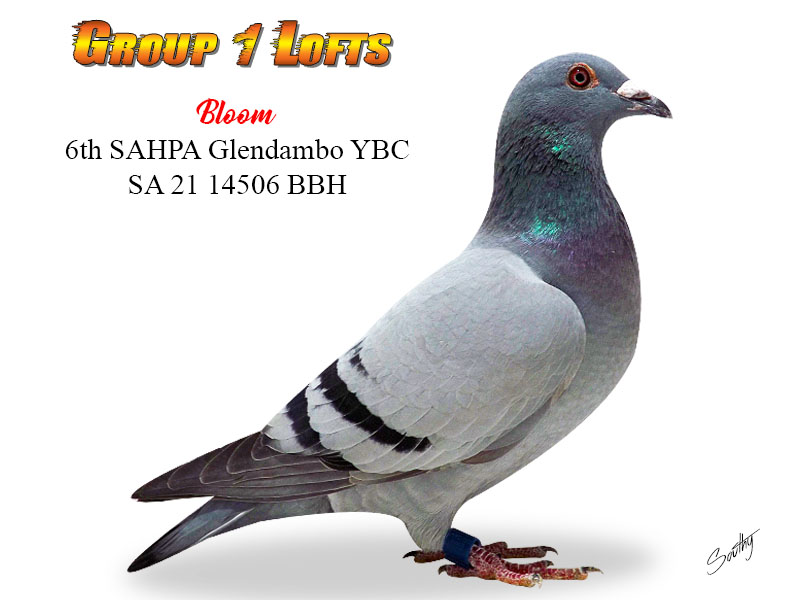 Group 1 Lofts
Bloom
6th SAHPA Glendambo YBC
SA 21 14506 BBH
Soothy